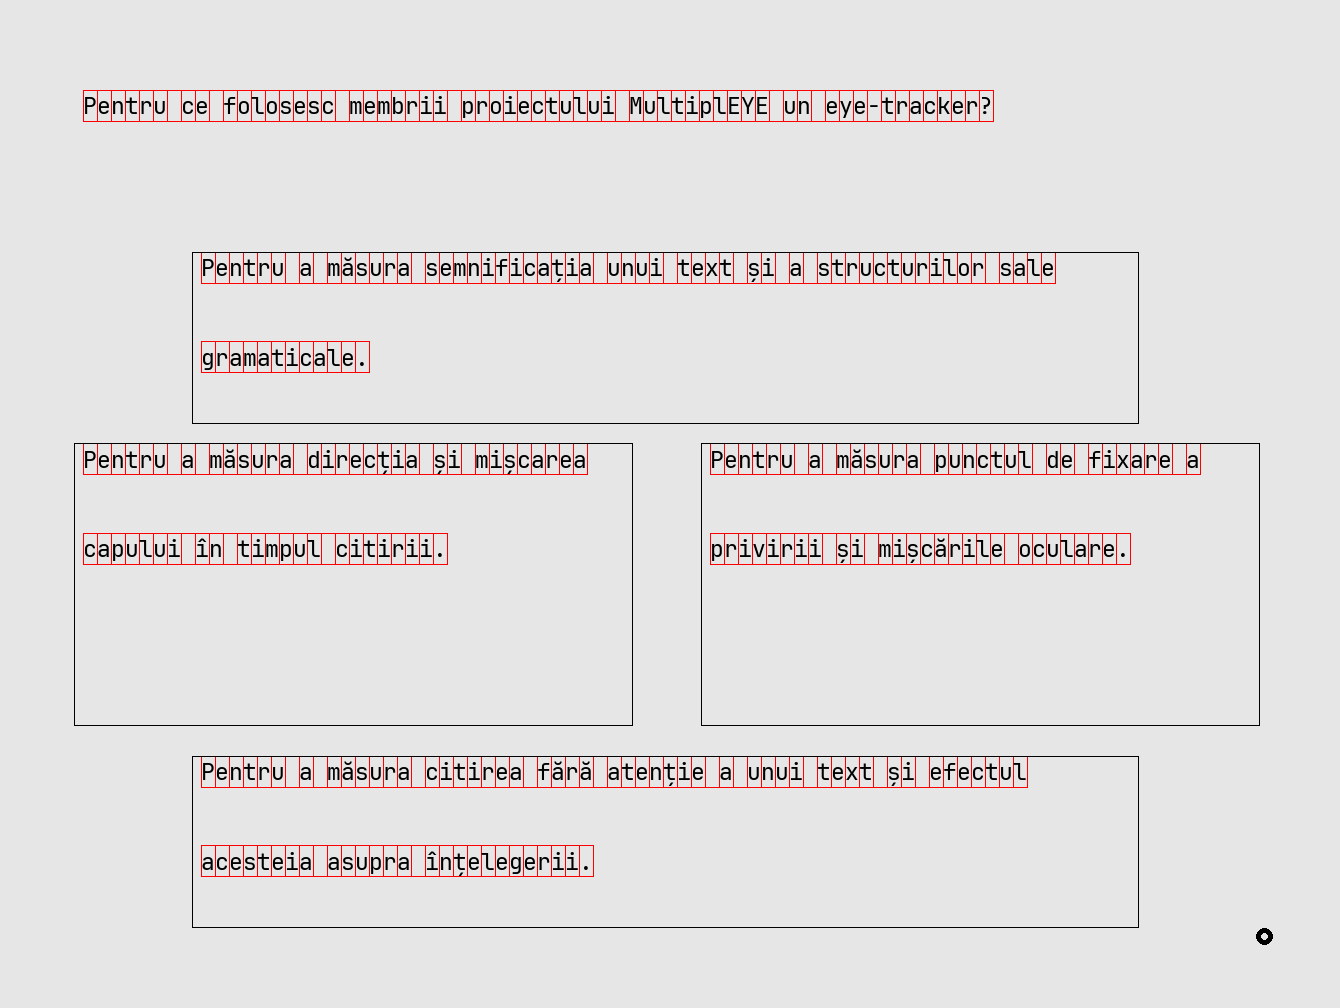 Pentru ce folosesc membrii proiectului MultiplEYE un eye-tracker?
Pentru a măsura semnificația unui text și a structurilor sale
gramaticale.
Pentru a măsura direcția și mișcarea
capului în timpul citirii.
Pentru a măsura punctul de fixare a
privirii și mișcările oculare.
Pentru a măsura citirea fără atenție a unui text și efectul
acesteia asupra înțelegerii.